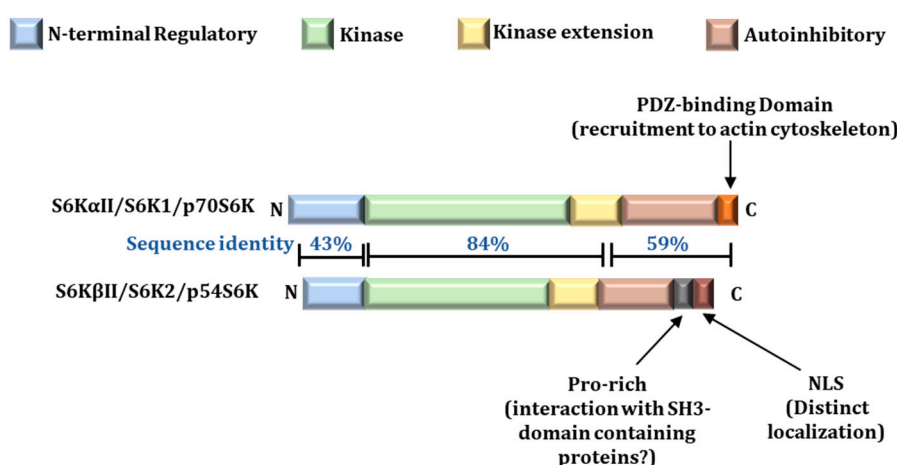 N-terminal Regulatory
Kinase
Kinase extension
Autoinhibitory
PDZ-binding Domain
(recruitment to actin cytoskeleton)
S6KαII/S6K1/p70S6K N C
Sequence identity 43% 84% 59%
S6KβII/S6K2/p54S6K N C
Pro-rich
(interaction with SH3-
domain containing
proteins?)
NLS
(Distinct
localization)